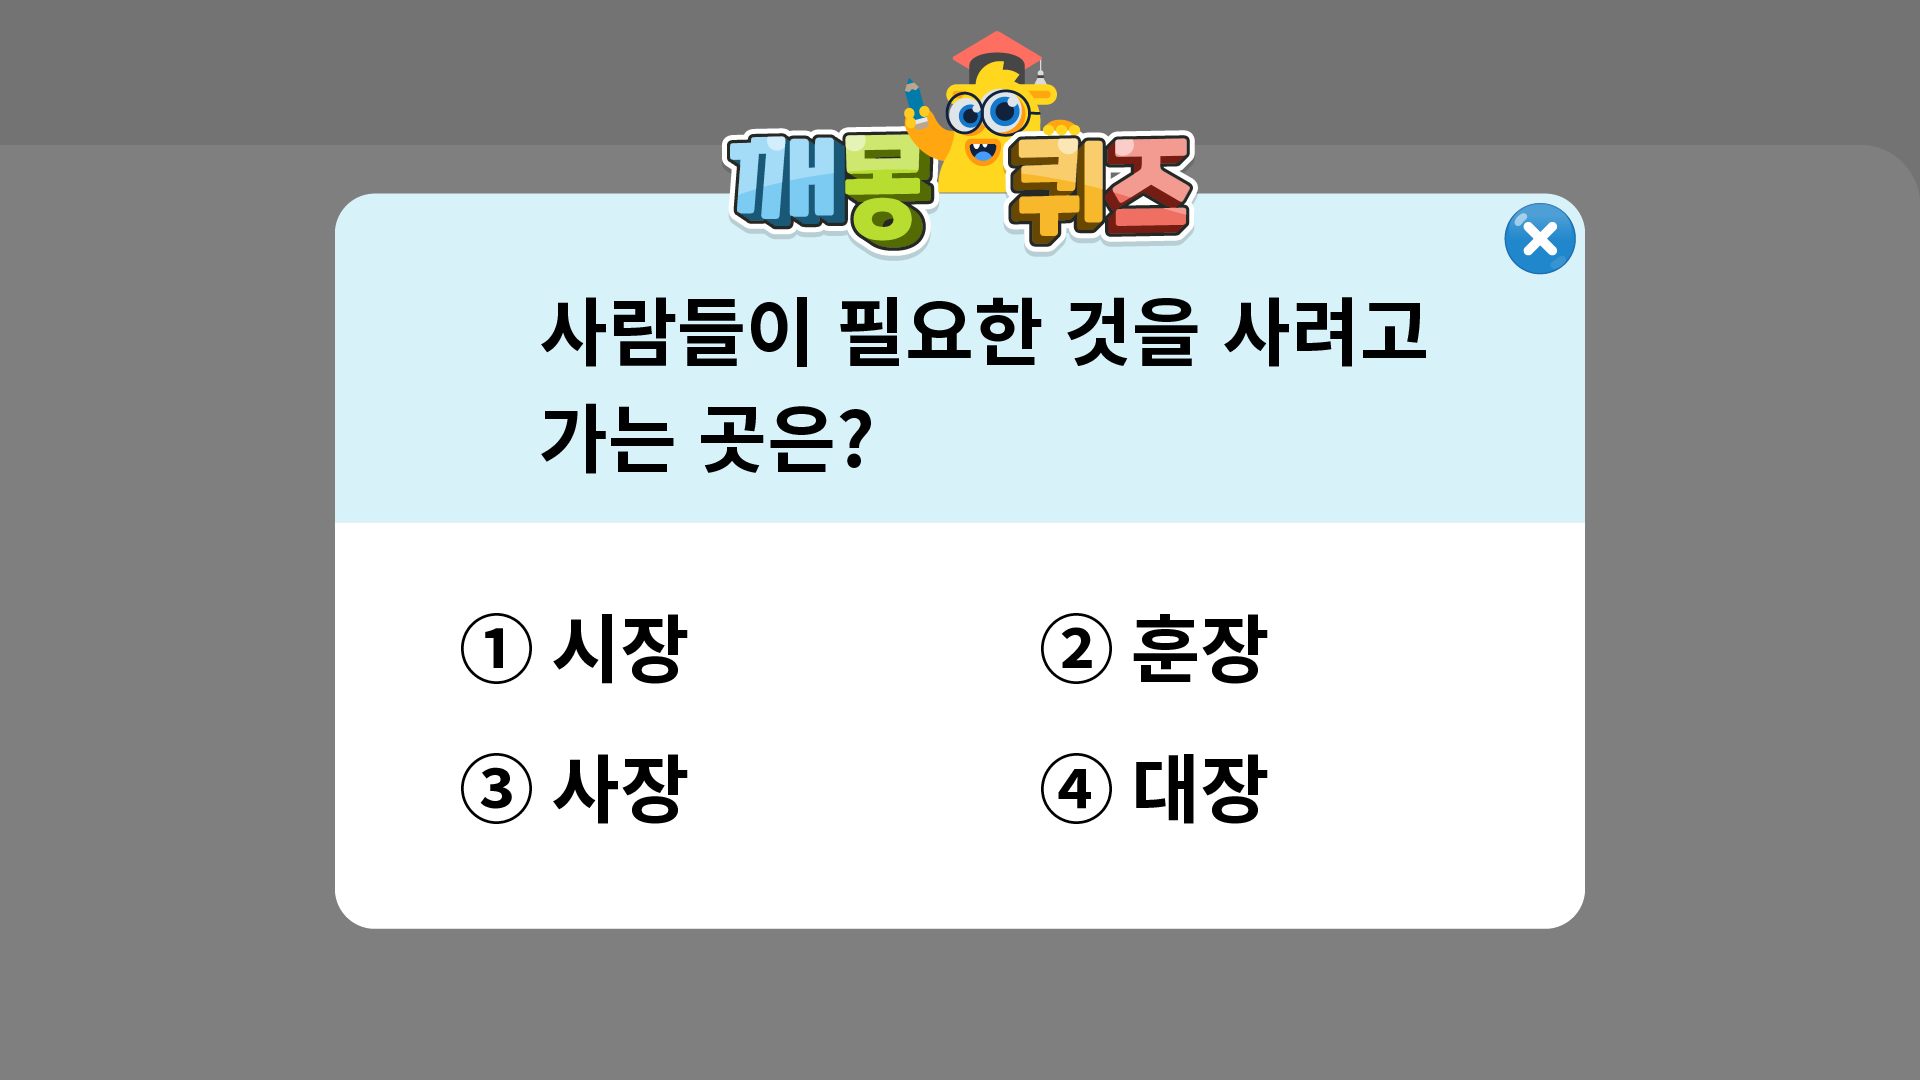 깨몽 퀴즈
사람들이 필요한 것을 사려고
가는 곳은?
① 시장
② 훈장
③ 사장
④ 대장